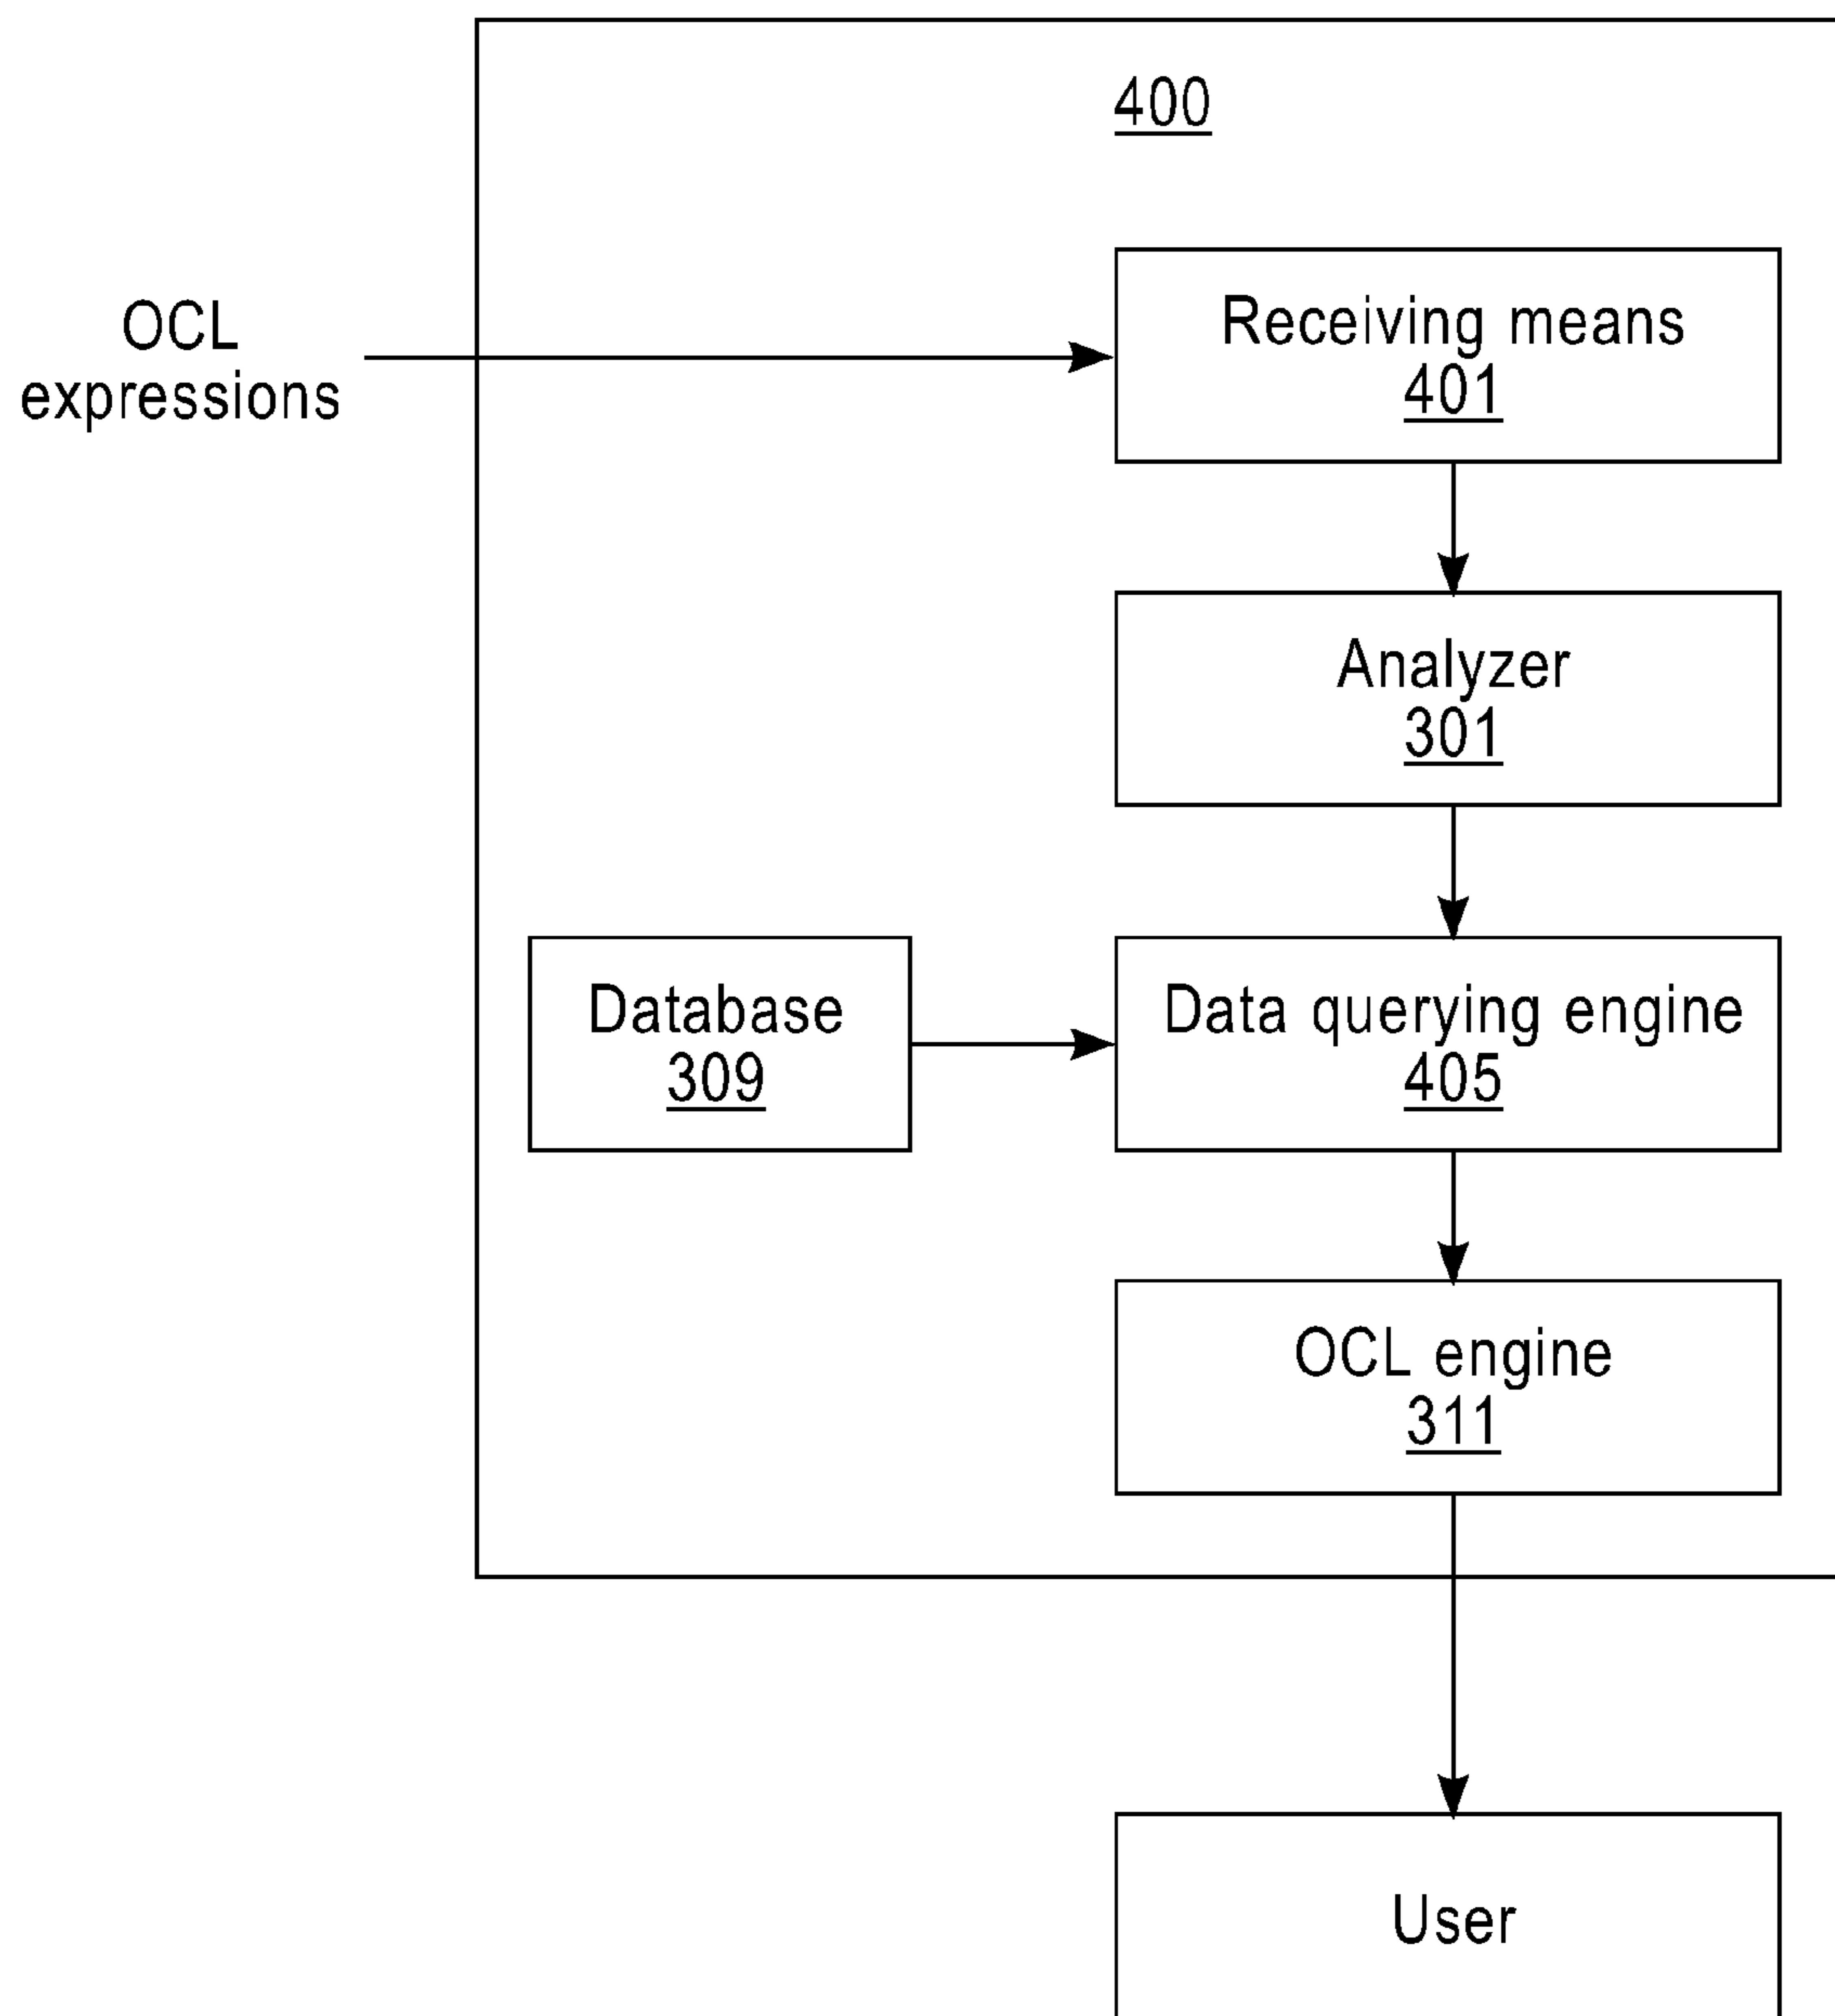 400
OCL
expressions
Receiving means
401
Analyzer
301
Database
309
Data querying engine
405
OCL engine
311
User